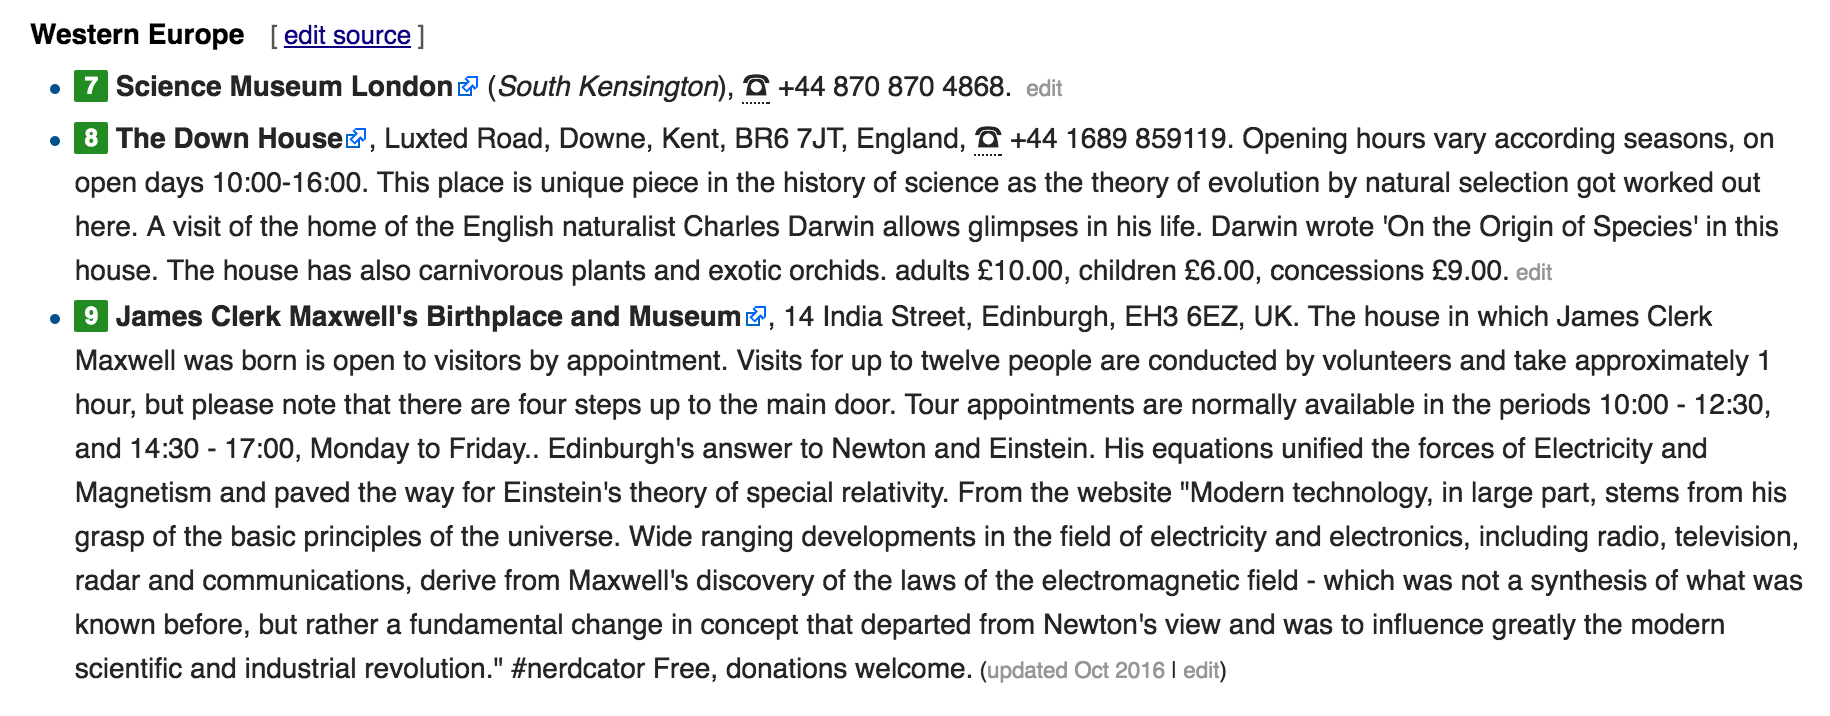 Western Europe [ edit source ]
7 Science Museum London (South Kensington), ☎ +44 870 870 4868. edit
8 The Down House, Luxted Road, Downe, Kent, BR6 7JT, England, ☎ +44 1689 859119. Opening hours vary according seasons, on
open days 10:00-16:00. This place is unique piece in the history of science as the theory of evolution by natural selection got worked out
here. A visit of the home of the English naturalist Charles Darwin allows glimpses in his life. Darwin wrote 'On the Origin of Species' in this
house. The house has also carnivorous plants and exotic orchids. adults £10.00, children £6.00, concessions £9.00. edit
9 James Clerk Maxwell's Birthplace and Museum, 14 India Street, Edinburgh, EH3 6EZ, UK. The house in which James Clerk
Maxwell was born is open to visitors by appointment. Visits for up to twelve people are conducted by volunteers and take approximately 1
hour, but please note that there are four steps up to the main door. Tour appointments are normally available in the periods 10:00 - 12:30,
and 14:30 - 17:00, Monday to Friday.. Edinburgh's answer to Newton and Einstein. His equations unified the forces of Electricity and
Magnetism and paved the way for Einstein's theory of special relativity. From the website "Modern technology, in large part, stems from his
grasp of the basic principles of the universe. Wide ranging developments in the field of electricity and electronics, including radio, television,
radar and communications, derive from Maxwell's discovery of the laws of the electromagnetic field - which was not a synthesis of what was
known before, but rather a fundamental change in concept that departed from Newton's view and was to influence greatly the modern
scientific and industrial revolution." #nerdcator Free, donations welcome. (updated Oct 2016 | edit)